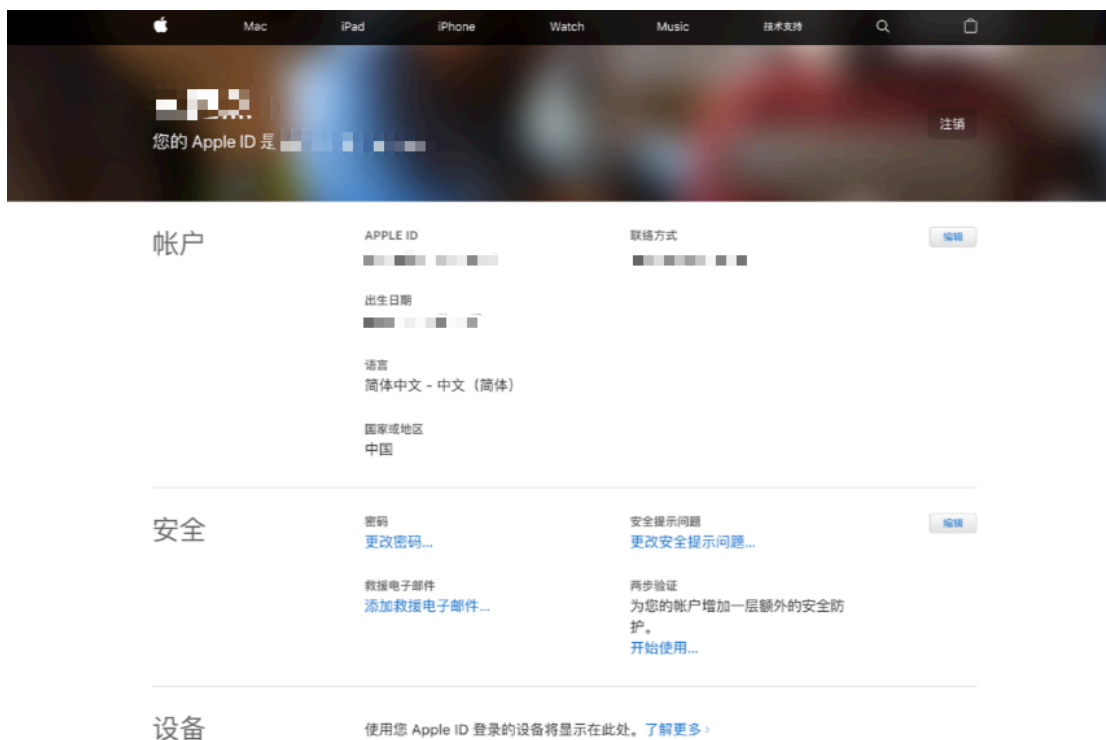 Mac iPad iPhone Watch Music 技术支持
您的 Apple ID 是
注销
帐户
APPLE ID
联络方式
编辑
出生日期
语言
简体中文 - 中文（简体）
国家或地区
中国
安全
密码
更改密码...
安全提示问题
更改安全提示问题...
编辑
救援电子邮件
添加救援电子邮件...
两步验证
为您的帐户增加一层额外的安全防
护。
开始使用...
设备
使用您 Apple ID 登录的设备将显示在此处。了解更多 ›